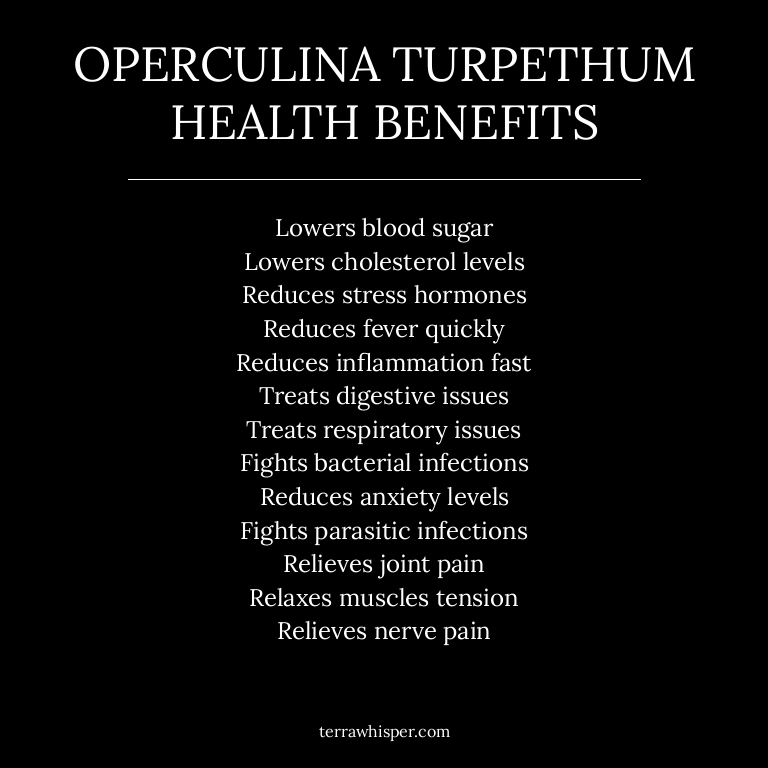 OPERCULINA TURPETHUM
HEALTH BENEFITS
Lowers blood sugar
Lowers cholesterol levels
Reduces stress hormones
Reduces fever quickly
Reduces inflammation fast
Treats digestive issues
Treats respiratory issues
Fights bacterial infections
Reduces anxiety levels
Fights parasitic infections
Relieves joint pain
Relaxes muscles tension
Relieves nerve pain
terrawhisper.com